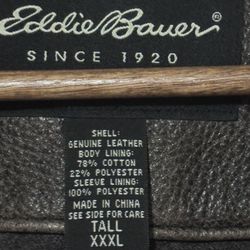 Eddie Bauer®
SINCE 1920
SHELL:
GENUINE LEATHER
BODY LINING:
78% COTTON
22% POLYESTER
SLEEVE LINING:
100% POLYESTER
MADE IN CHINA
SEE SIDE FOR CARE
TALL
XXXL